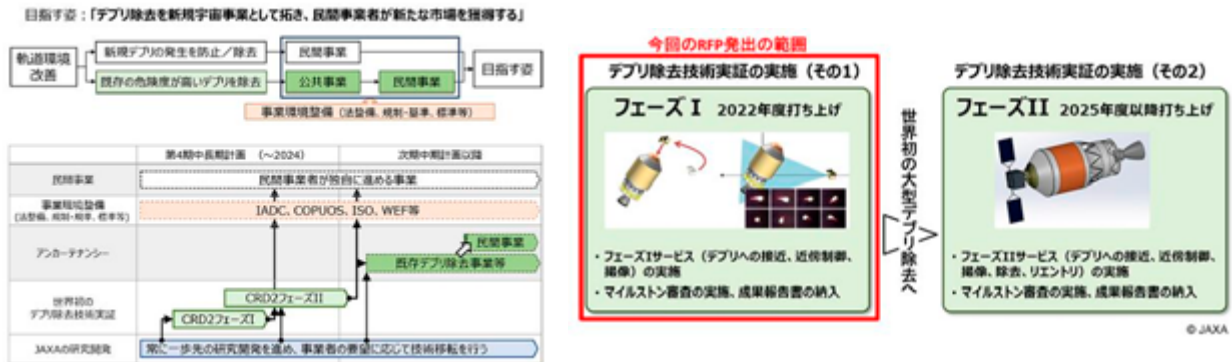 目指す姿:「デブリ除去を新規宇宙事業として拓き、民間事業者が新たな市場を獲得する」
軌道環境
改善
新規デブリの発生を防止/除去
民間事業
既存の危険度が高いデブリを除去
公共事業
民間事業
目指す姿
事業環境整備(法整備、規制・基準、標準等)
第4期中長期計画 (~2024)
次期中期計画以降
民間事業
民間事業者が独自に進める事業
事業環境整備
(法整備、規制・規準、標準等)
IADC、COPUOS、ISO、WEF等
アンカーテナンシー
民間事業
既存デブリ除去事業等
世界初の
デブリ除去技術実証
CRD2フェーズII
CRD2フェーズI
JAXAの研究開発
常に一歩先の研究開発を進め、事業者の要望に応じて技術移転を行う
今回のRFP発出の範囲
デブリ除去技術実証の実施(その1)
フェーズ I 2022年度打ち上げ
・フェーズIサービス(デブリへの接近、近傍制御、
撮像)の実施
・マイルストン審査の実施、成果報告書の納入
世界初の大型デブリ除去へ
デブリ除去技術実証の実施(その2)
フェーズII 2025年度以降打ち上げ
・フェーズIIサービス(デブリへの接近、近傍制御、
撮像、除去、リエントリ)の実施
・マイルストン審査の実施、成果報告書の納入
© JAXA